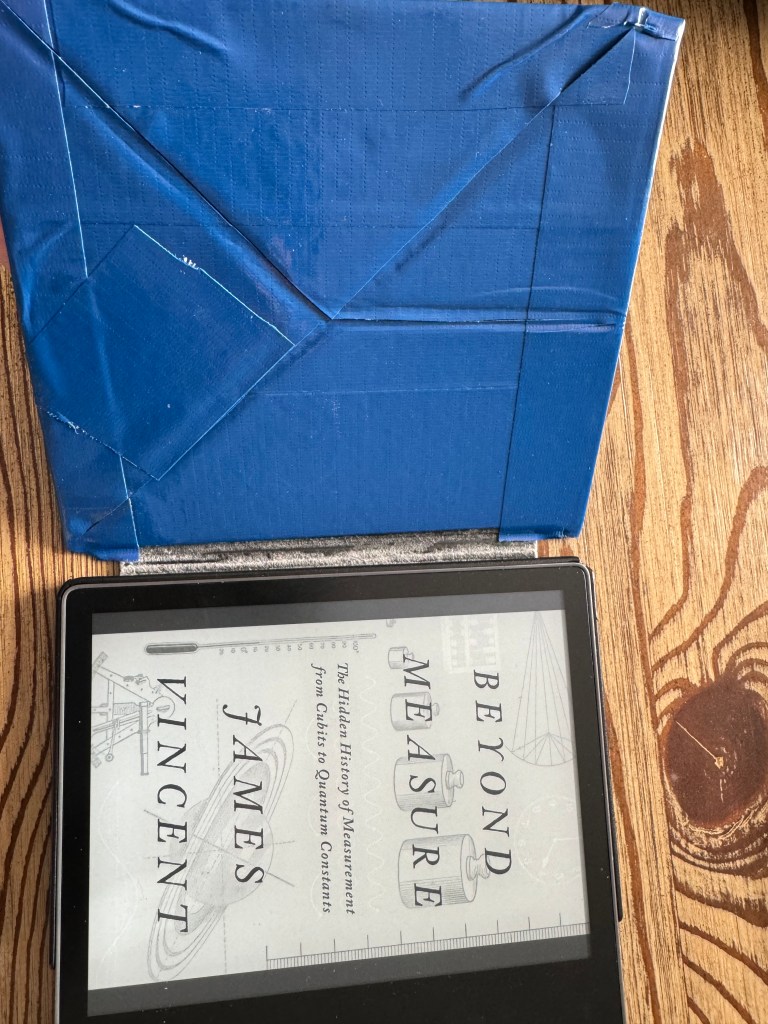 BEYOND
MEASURE
The Hidden History of Measurement
from Cubits to Quantum Constants
JAMES
VINCENT